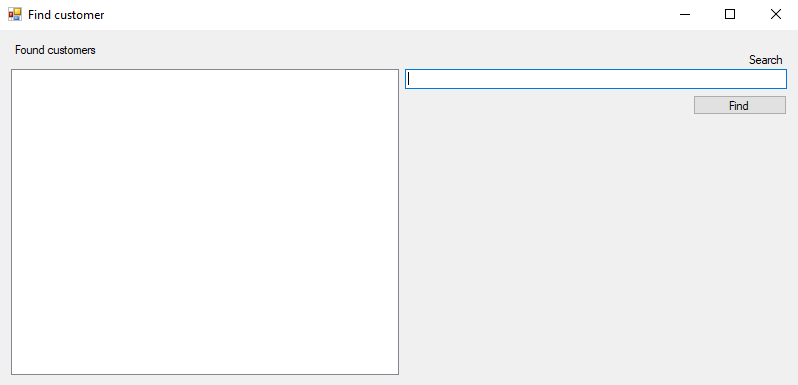 Find customer
Found customers
Search
Find